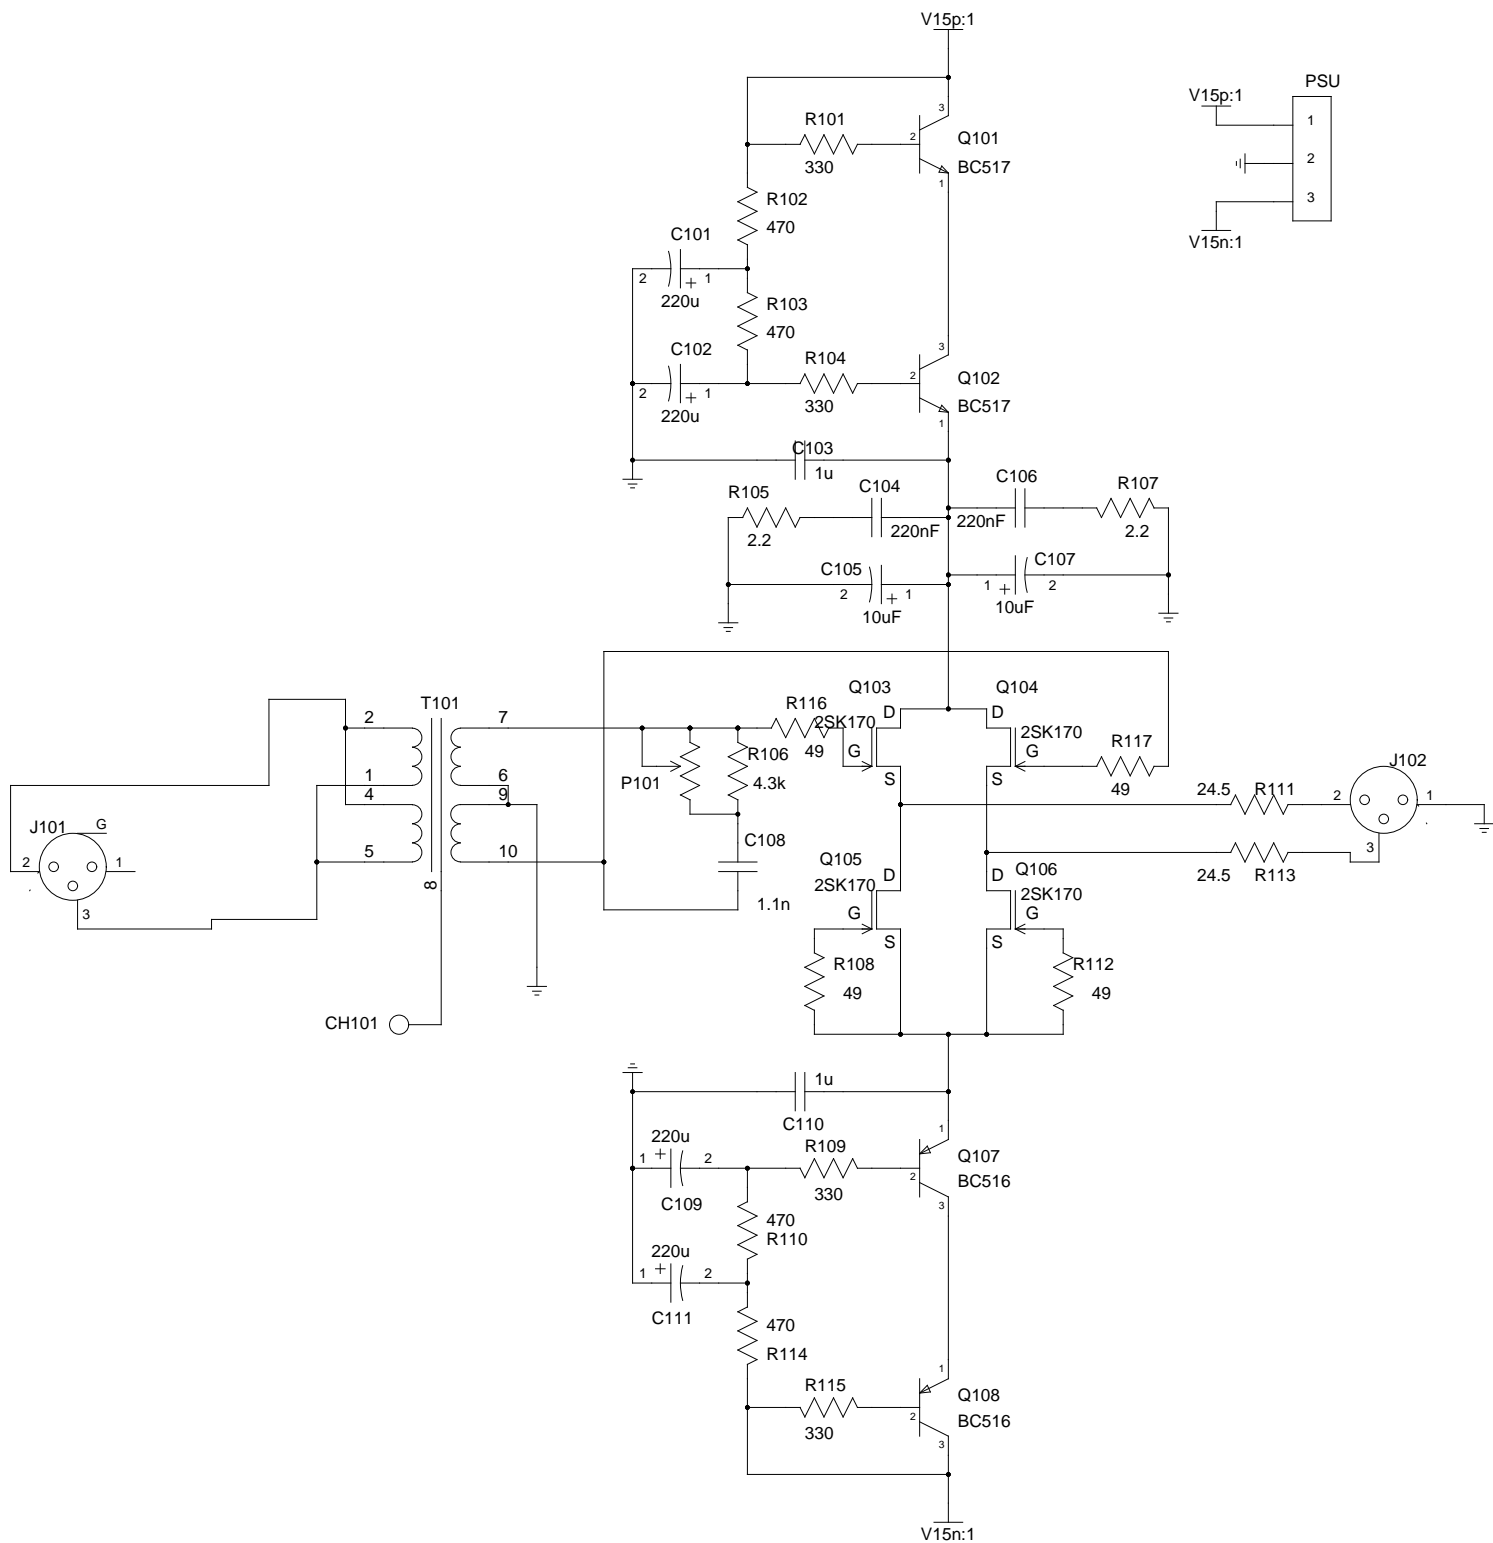 V15p:1
PSU
V15p:1
1
2
3
V15n:1
3
R101
2
Q101
330
BC517
1
R102
470
C101
2
1
+
220u
R103
470
C102
2
1
+
220u
3
R104
2
Q102
330
BC517
1
C103
1u
C106
R107
C104
R105
220nF
220nF
2.2
2.2
C105
2
1
+
10uF
C107
1
+
2
10uF
T101
2
7
1
6
4
9
5
10
8
J101
G
2
1
3
CH101
Q103
Q104
R116
2SK170
D
D
2SK170
49
G
G
R117
P101
R106
4.3k
S
S
49
C108
1.1n
J102
24.5
R111
2
1
3
24.5
R113
Q105
2SK170
D
D
Q106
2SK170
G
G
S
S
R108
49
R112
49
1u
C110
220u
1
+
2
C109
R109
330
1
2
Q107
BC516
3
470
R110
220u
1
+
2
C111
470
R114
R115
330
1
2
Q108
BC516
3
V15n:1